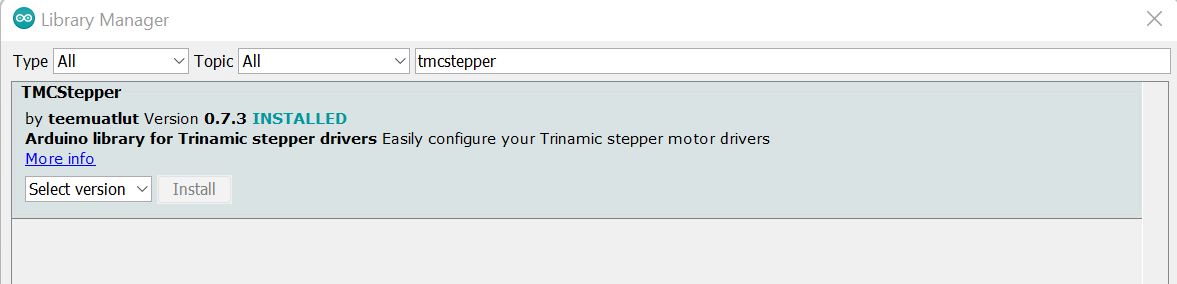 Library Manager
Type All Topic All tmcstepper
TMCStepper
by teemuatlut Version 0.7.3 INSTALLED
Arduino library for Trinamic stepper drivers Easily configure your Trinamic stepper motor drivers
More info
Select version Install